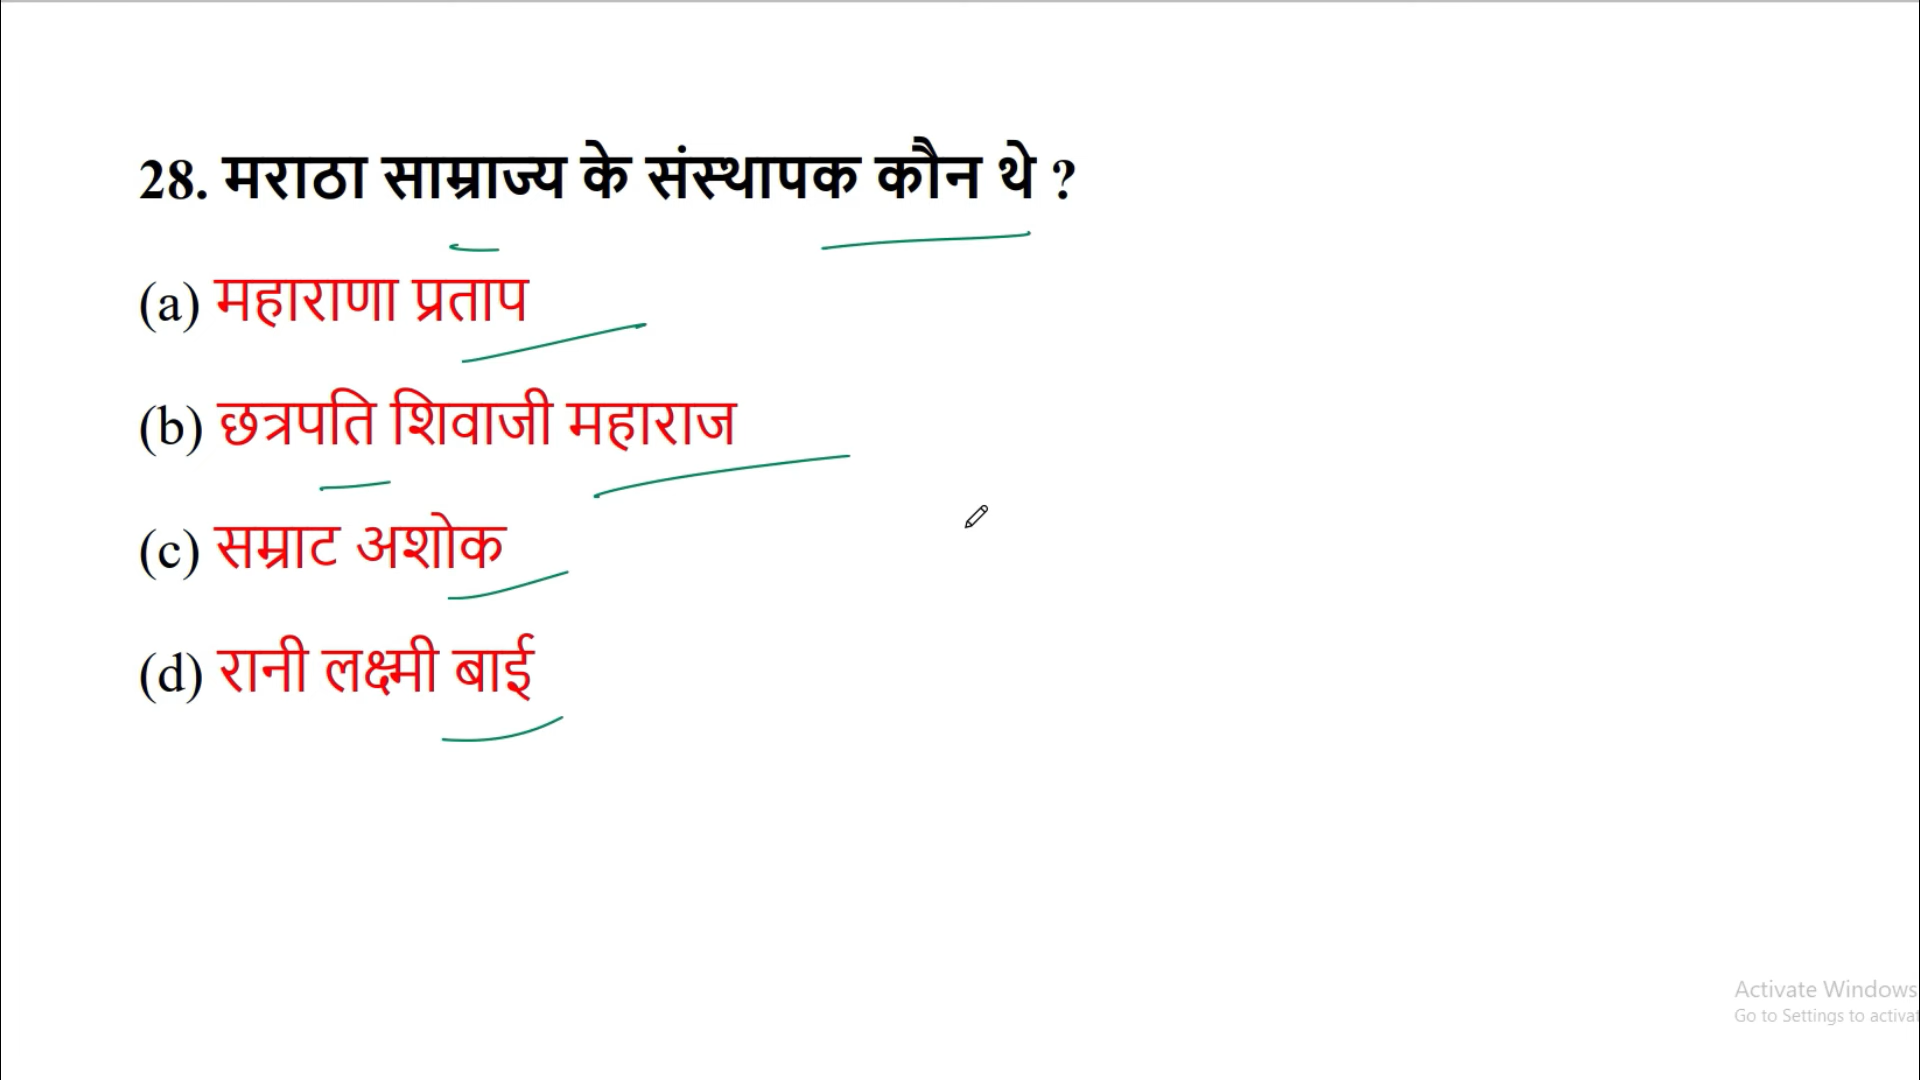 28. मराठा साम्राज्य के संस्थापक कौन थे ?
(a) महाराणा प्रताप
(b) छत्रपति शिवाजी महाराज
(c) सम्राट अशोक
(d) रानी लक्ष्मी बाई
Activate Windows
Go to Settings to activat